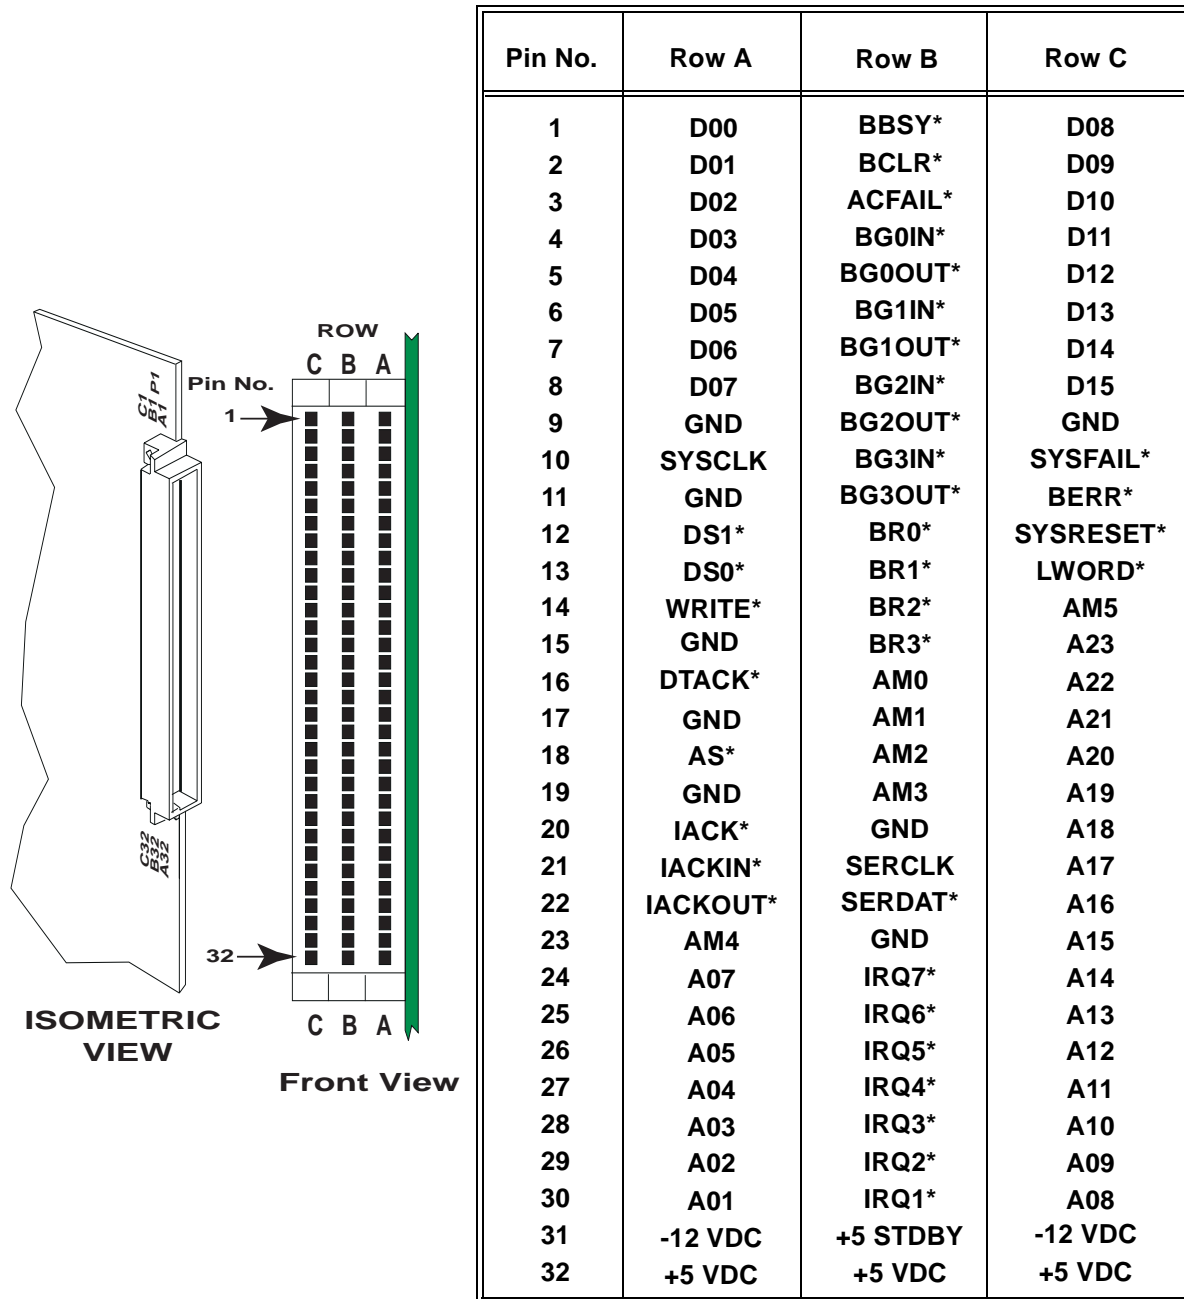 Pin No. Row A Row B Row C
1 D00 BBSY* D08
2 D01 BCLR* D09
3 D02 ACFAIL* D10
4 D03 BG0IN* D11
5 D04 BG0OUT* D12
6 D05 BG1IN* D13
7 D06 BG1OUT* D14
8 D07 BG2IN* D15
9 GND BG2OUT* GND
10 SYSCLK BG3IN* SYSFAIL*
11 GND BG3OUT* BERR*
12 DS1* BR0* SYSRESET*
13 DS0* BR1* LWORD*
14 WRITE* BR2* AM5
15 GND BR3* A23
16 DTACK* AM0 A22
17 GND AM1 A21
18 AS* AM2 A20
19 GND AM3 A19
20 IACK* GND A18
21 IACKIN* SERCLK A17
22 IACKOUT* SERDAT* A16
23 AM4 GND A15
24 A07 IRQ7* A14
25 A06 IRQ6* A13
26 A05 IRQ5* A12
27 A04 IRQ4* A11
28 A03 IRQ3* A10
29 A02 IRQ2* A09
30 A01 IRQ1* A08
31 -12 VDC +5 STDBY -12 VDC
32 +5 VDC +5 VDC +5 VDC
C1
B1 P1
A1
C32
B32
A32
ISOMETRIC
VIEW
ROW
C B A
Pin No.
1
32
C B A
Front View